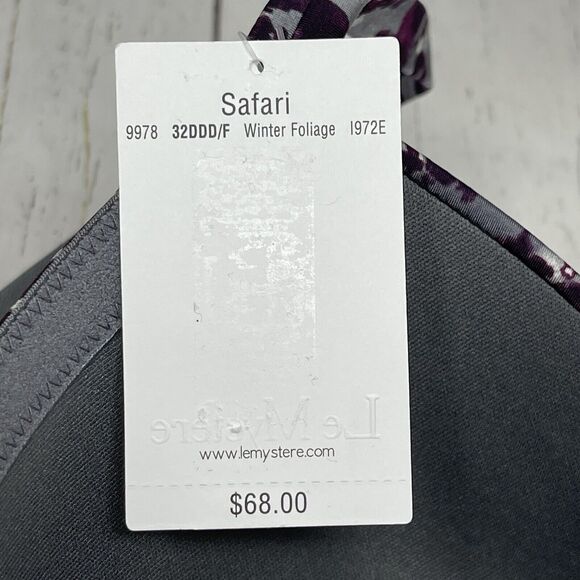 Safari
9978 32DDD/F Winter Foliage I972E
Le Mystère
www.lemystere.com
$68.00